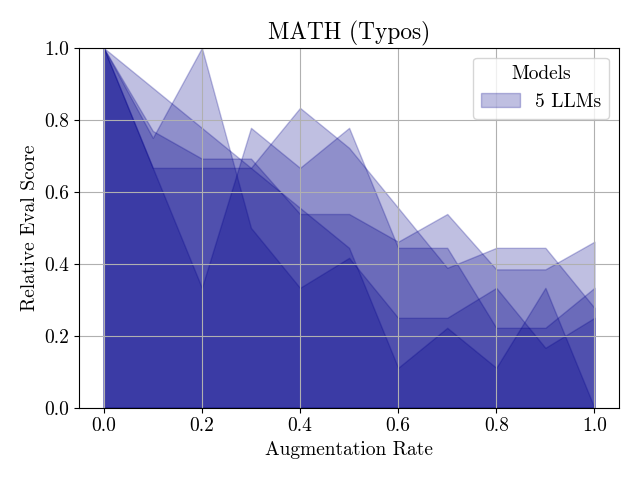 MATH (Typos)
Models
5 LLMs
Relative Eval Score
1.0
0.8
0.6
0.4
0.2
0.0
0.0 0.2 0.4 0.6 0.8 1.0
Augmentation Rate